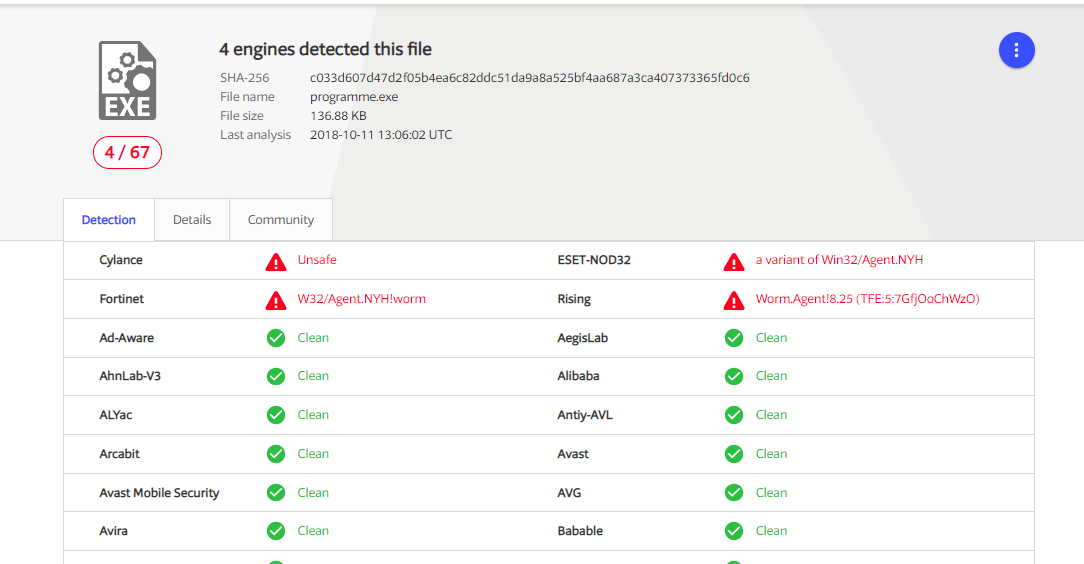 4 engines detected this file
SHA-256 c033d607d47d2f05b4ea6c82ddc51da9a8a525bf4aa687a3ca407373365fd0c6
File name programme.exe
File size 136.88 KB
Last analysis 2018-10-11 13:06:02 UTC
EXE
4 / 67
Detection Details Community
Cylance Unsafe ESET-NOD32 a variant of Win32/Agent.NYH
Fortinet W32/Agent.NYH!worm Rising Worm.Agent!8.25 (TFE:5:7GfjOoChWzO)
Ad-Aware Clean AegisLab Clean
AhnLab-V3 Clean Alibaba Clean
ALYac Clean Antiy-AVL Clean
Arcabit Clean Avast Clean
Avast Mobile Security Clean AVG Clean
Avira Clean Babable Clean